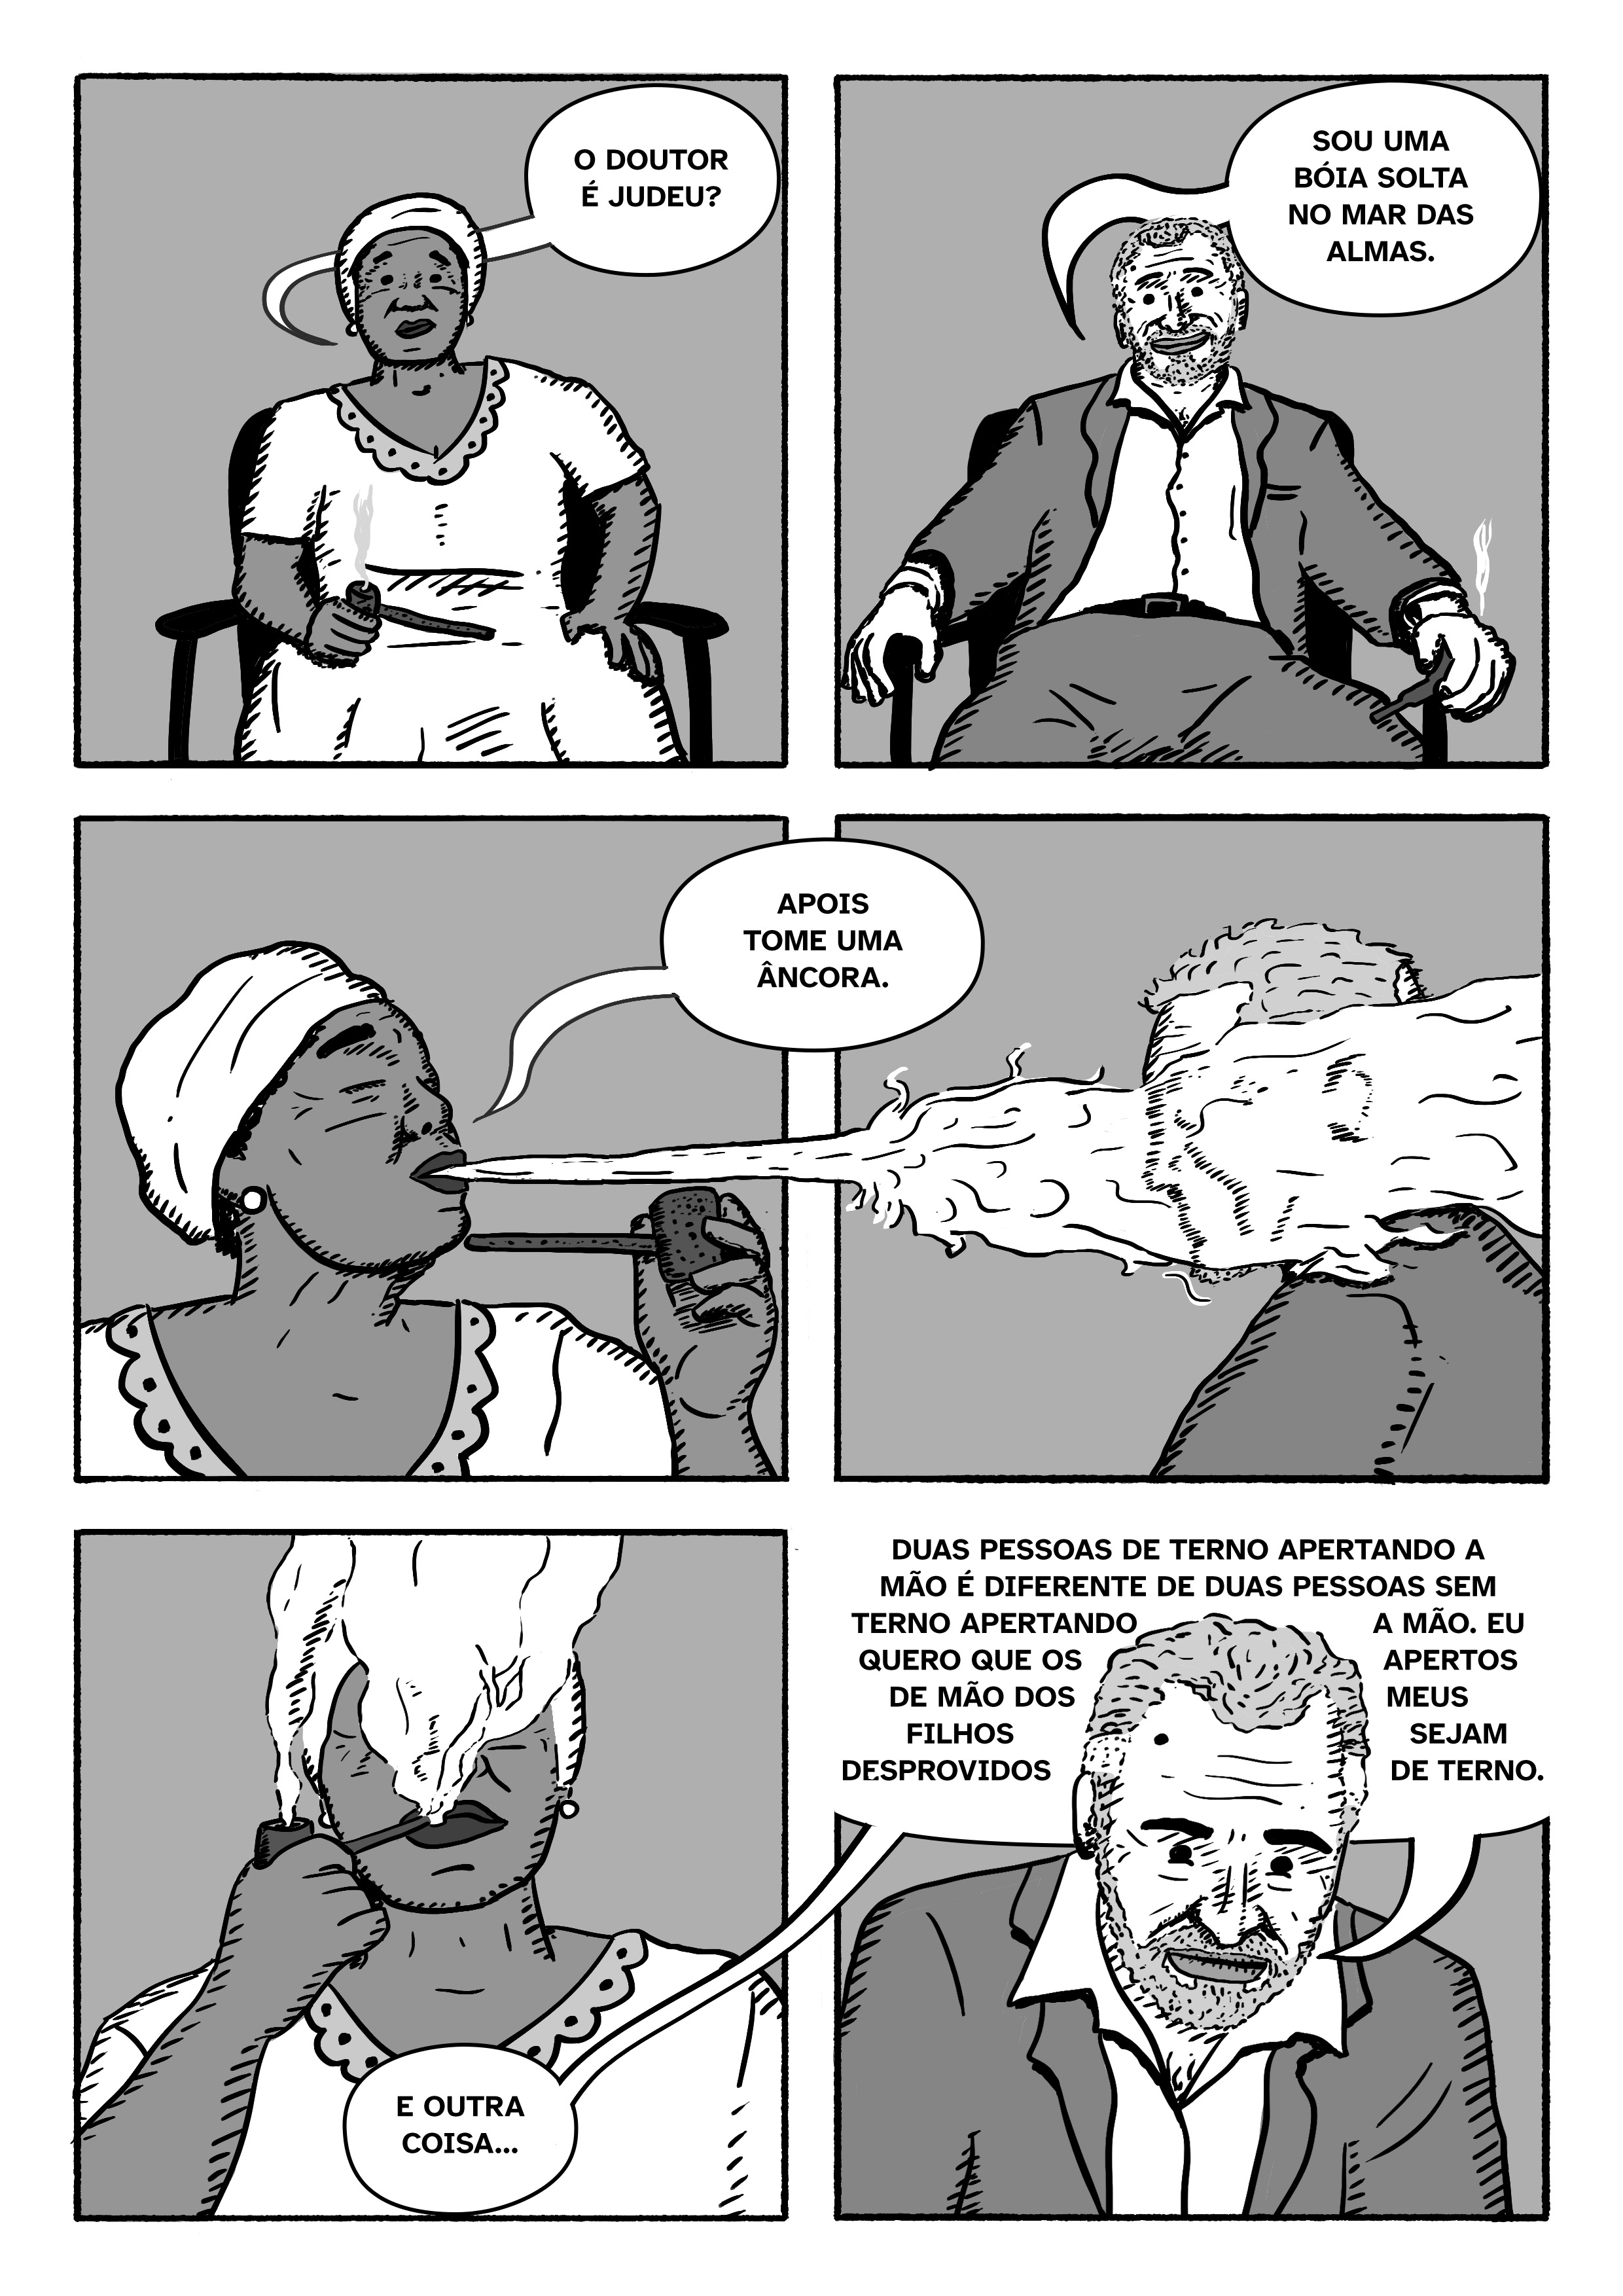 O DOUTOR
É JUDEU?
SOU UMA
BÓIA SOLTA
NO MAR DAS
ALMAS.
APOIS
TOME UMA
ÂNCORA.
E OUTRA
COISA...
DUAS PESSOAS DE TERNO APERTANDO A
MÃO É DIFERENTE DE DUAS PESSOAS SEM
TERNO APERTANDO A MÃO. EU
QUERO QUE OS APERTOS
DE MÃO DOS MEUS
FILHOS SEJAM
DESPROVIDOS DE TERNO.